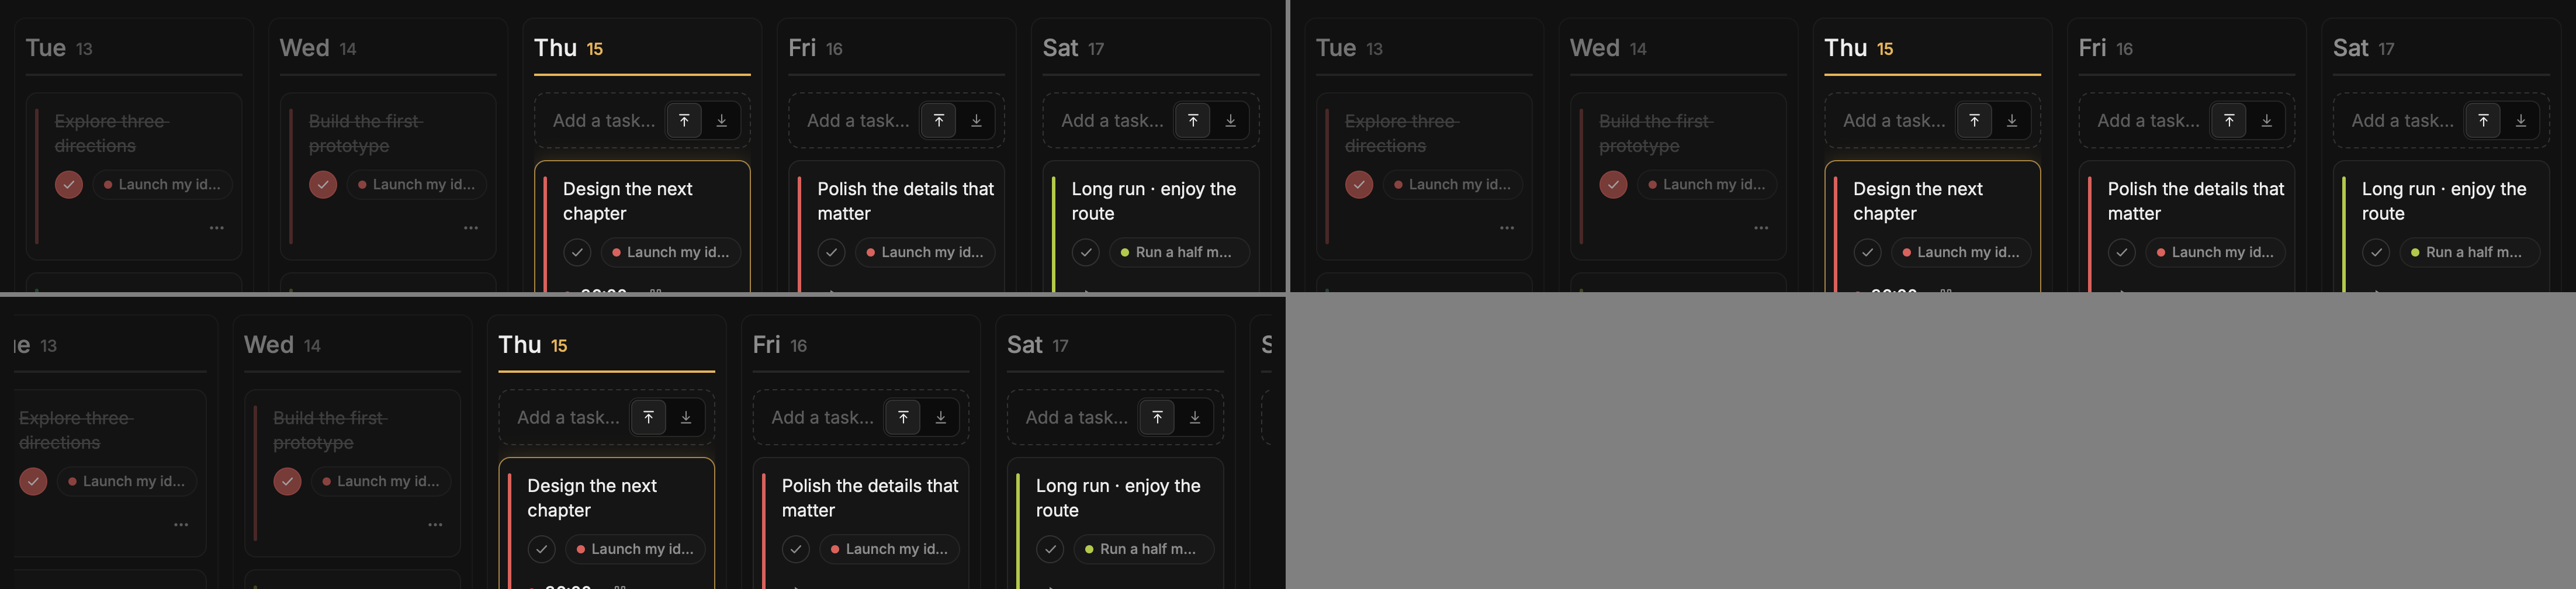 Tue 13
Wed 14
Thu 15
Fri 16
Sat 17
Explore three
directions
Launch my id...
Build the first
prototype
Launch my id...
Add a task...
Design the next
chapter
Launch my id...
Add a task...
Polish the details that
matter
Launch my id...
Add a task...
Long run · enjoy the
route
Run a half m...
Tue 13
Wed 14
Thu 15
Fri 16
Sat 17
Explore three
directions
Launch my id...
Build the first
prototype
Launch my id...
Add a task...
Design the next
chapter
Launch my id...
Add a task...
Polish the details that
matter
Launch my id...
Add a task...
Long run · enjoy the
route
Run a half m...
e 13
Wed 14
Thu 15
Fri 16
Sat 17
S
Explore three
directions
Launch my id...
Build the first
prototype
Launch my id...
Add a task...
Design the next
chapter
Launch my id...
Add a task...
Polish the details that
matter
Launch my id...
Add a task...
Long run · enjoy the
route
Run a half m...